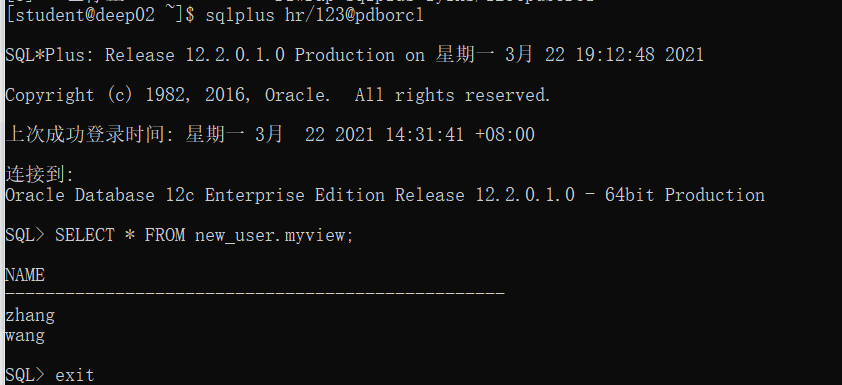 [student@deep02 ~]$ sqlplus hr/123@pdborcl
SQL*Plus: Release 12.2.0.1.0 Production on 星期一 3月 22 19:12:48 2021
Copyright (c) 1982, 2016, Oracle.  All rights reserved.
上次成功登录时间: 星期一 3月  22 2021 14:31:41 +08:00
连接到:
Oracle Database 12c Enterprise Edition Release 12.2.0.1.0 - 64bit Production
SQL> SELECT * FROM new_user.myview;
NAME
--------------------------------------------------
zhang
wang
SQL> exit